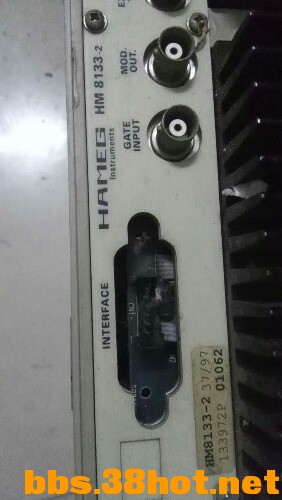 HM 8133-2
HAMEG
Instruments
MOD.
OUT.
GATE
INPUT
INTERFACE
CN1
HM8133-2 37/97
133972P 01062
bbs.38hot.net